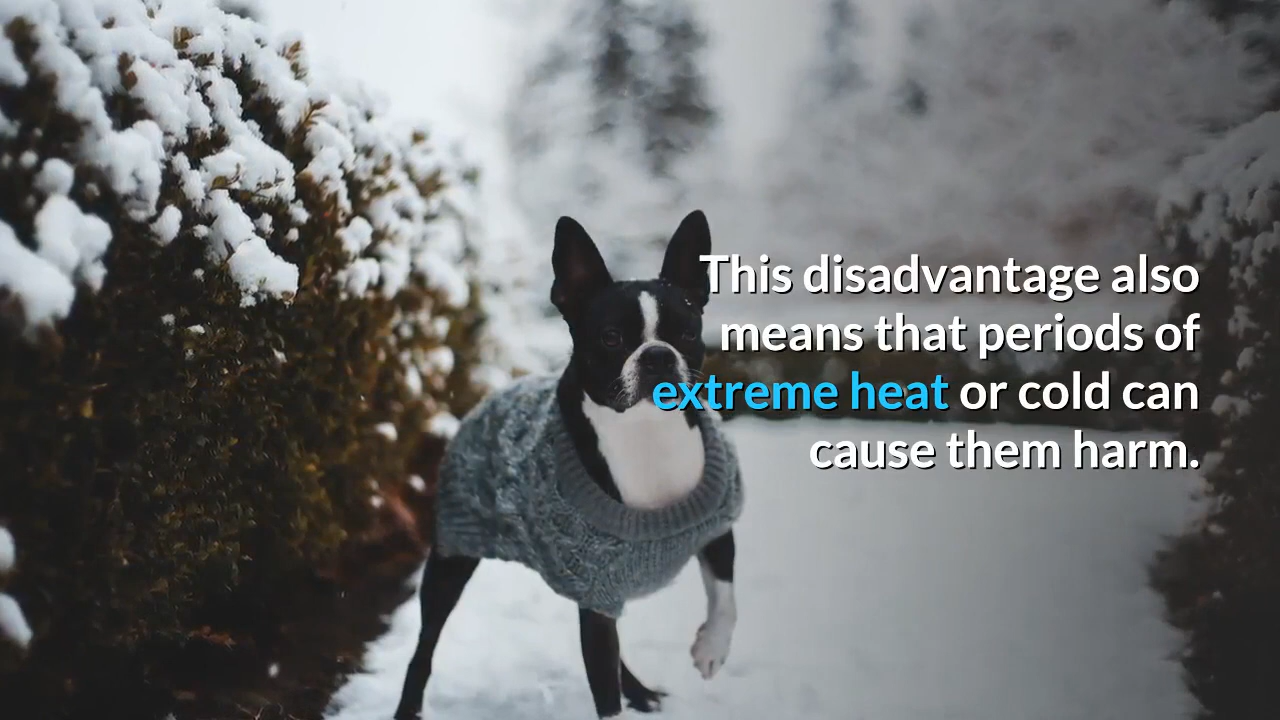 This disadvantage also
means that periods of
extreme heat or cold can
cause them harm.